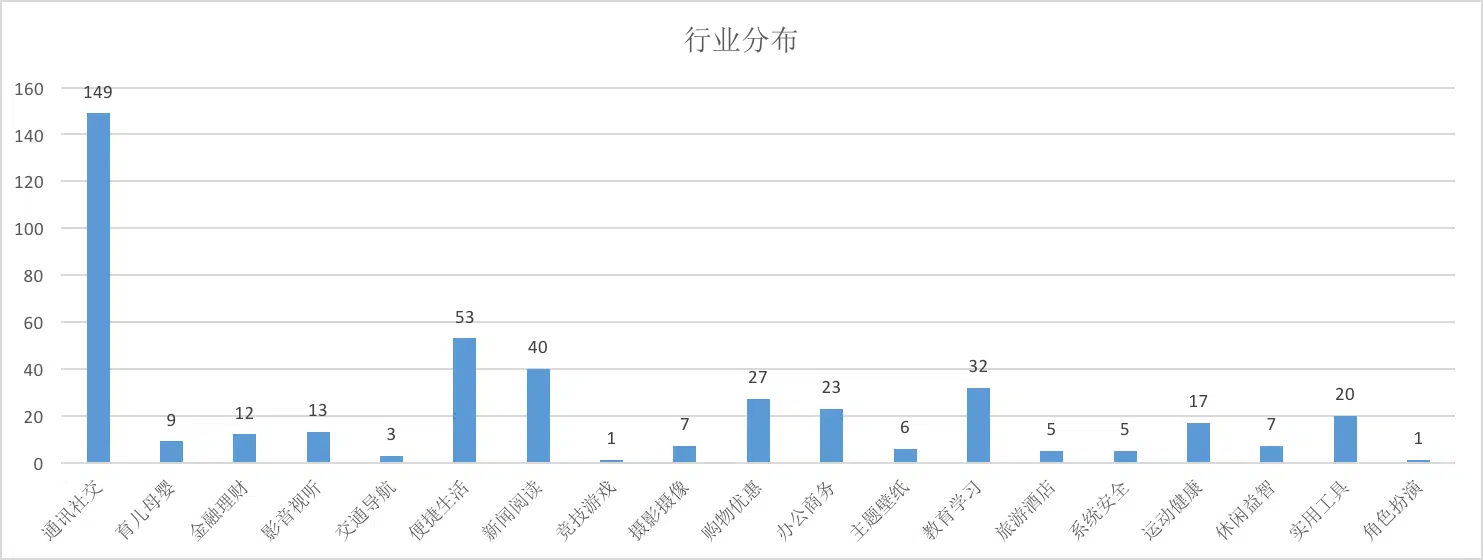 行业分布
160
140
120
100
80
60
40
20
0
149
9
12
13
3
53
40
1
7
27
23
6
32
5
5
17
7
20
1
通讯社交
育儿母婴
金融理财
影音视听
交通导航
便捷生活
新闻阅读
竞技游戏
摄影摄像
购物优惠
办公商务
主题壁纸
教育学习
旅游酒店
系统安全
运动健康
休闲益智
实用工具
角色扮演